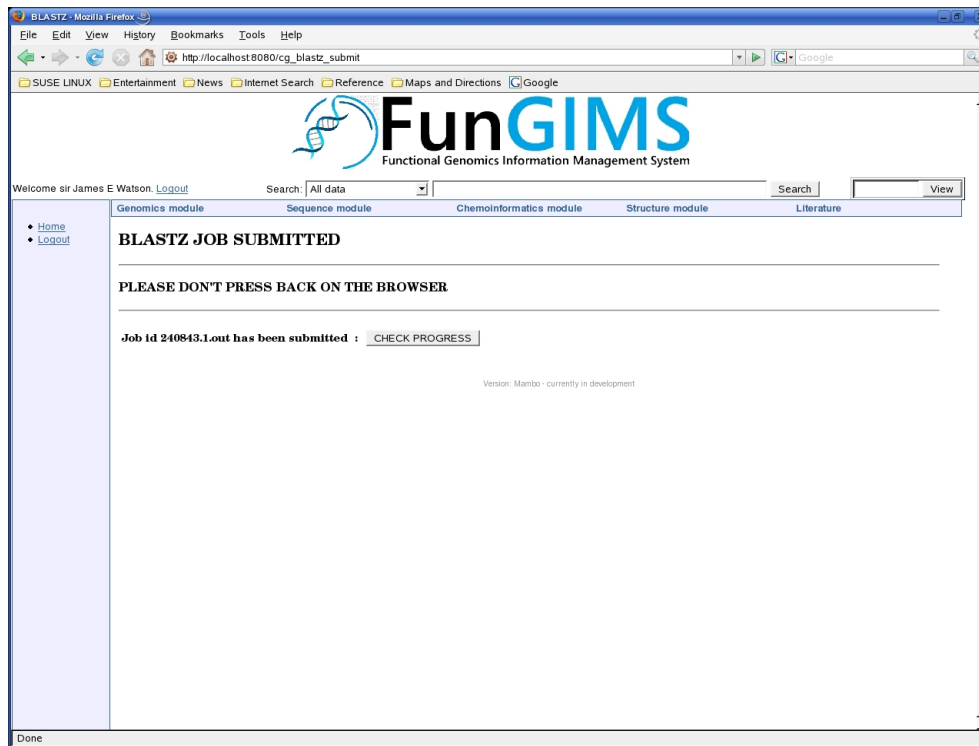 BLASTZ - Mozilla Firefox
File Edit View History Bookmarks Tools Help
http://localhost:8080/cg_blastz_submit Google
SUSE LINUX Entertainment News Internet Search Reference Maps and Directions Google
FunGIMS
Functional Genomics Information Management System
Welcome sir James E Watson. Logout Search: All data Search View
Genomics module Sequence module Chemoinformatics module Structure module Literature
Home
Logout
BLASTZ JOB SUBMITTED
PLEASE DON'T PRESS BACK ON THE BROWSER
Job id 240843.1.out has been submitted : CHECK PROGRESS
Version: Mambo - currently in development
Done